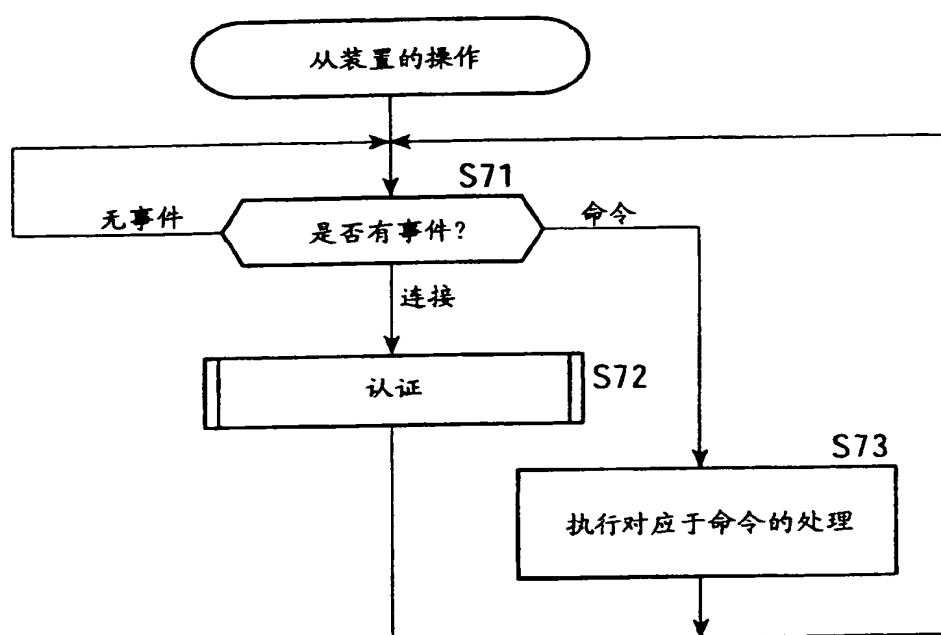 从装置的操作
S71
无事件
是否有事件?
命令
连接
认证
S72
S73
执行对应于命令的处理